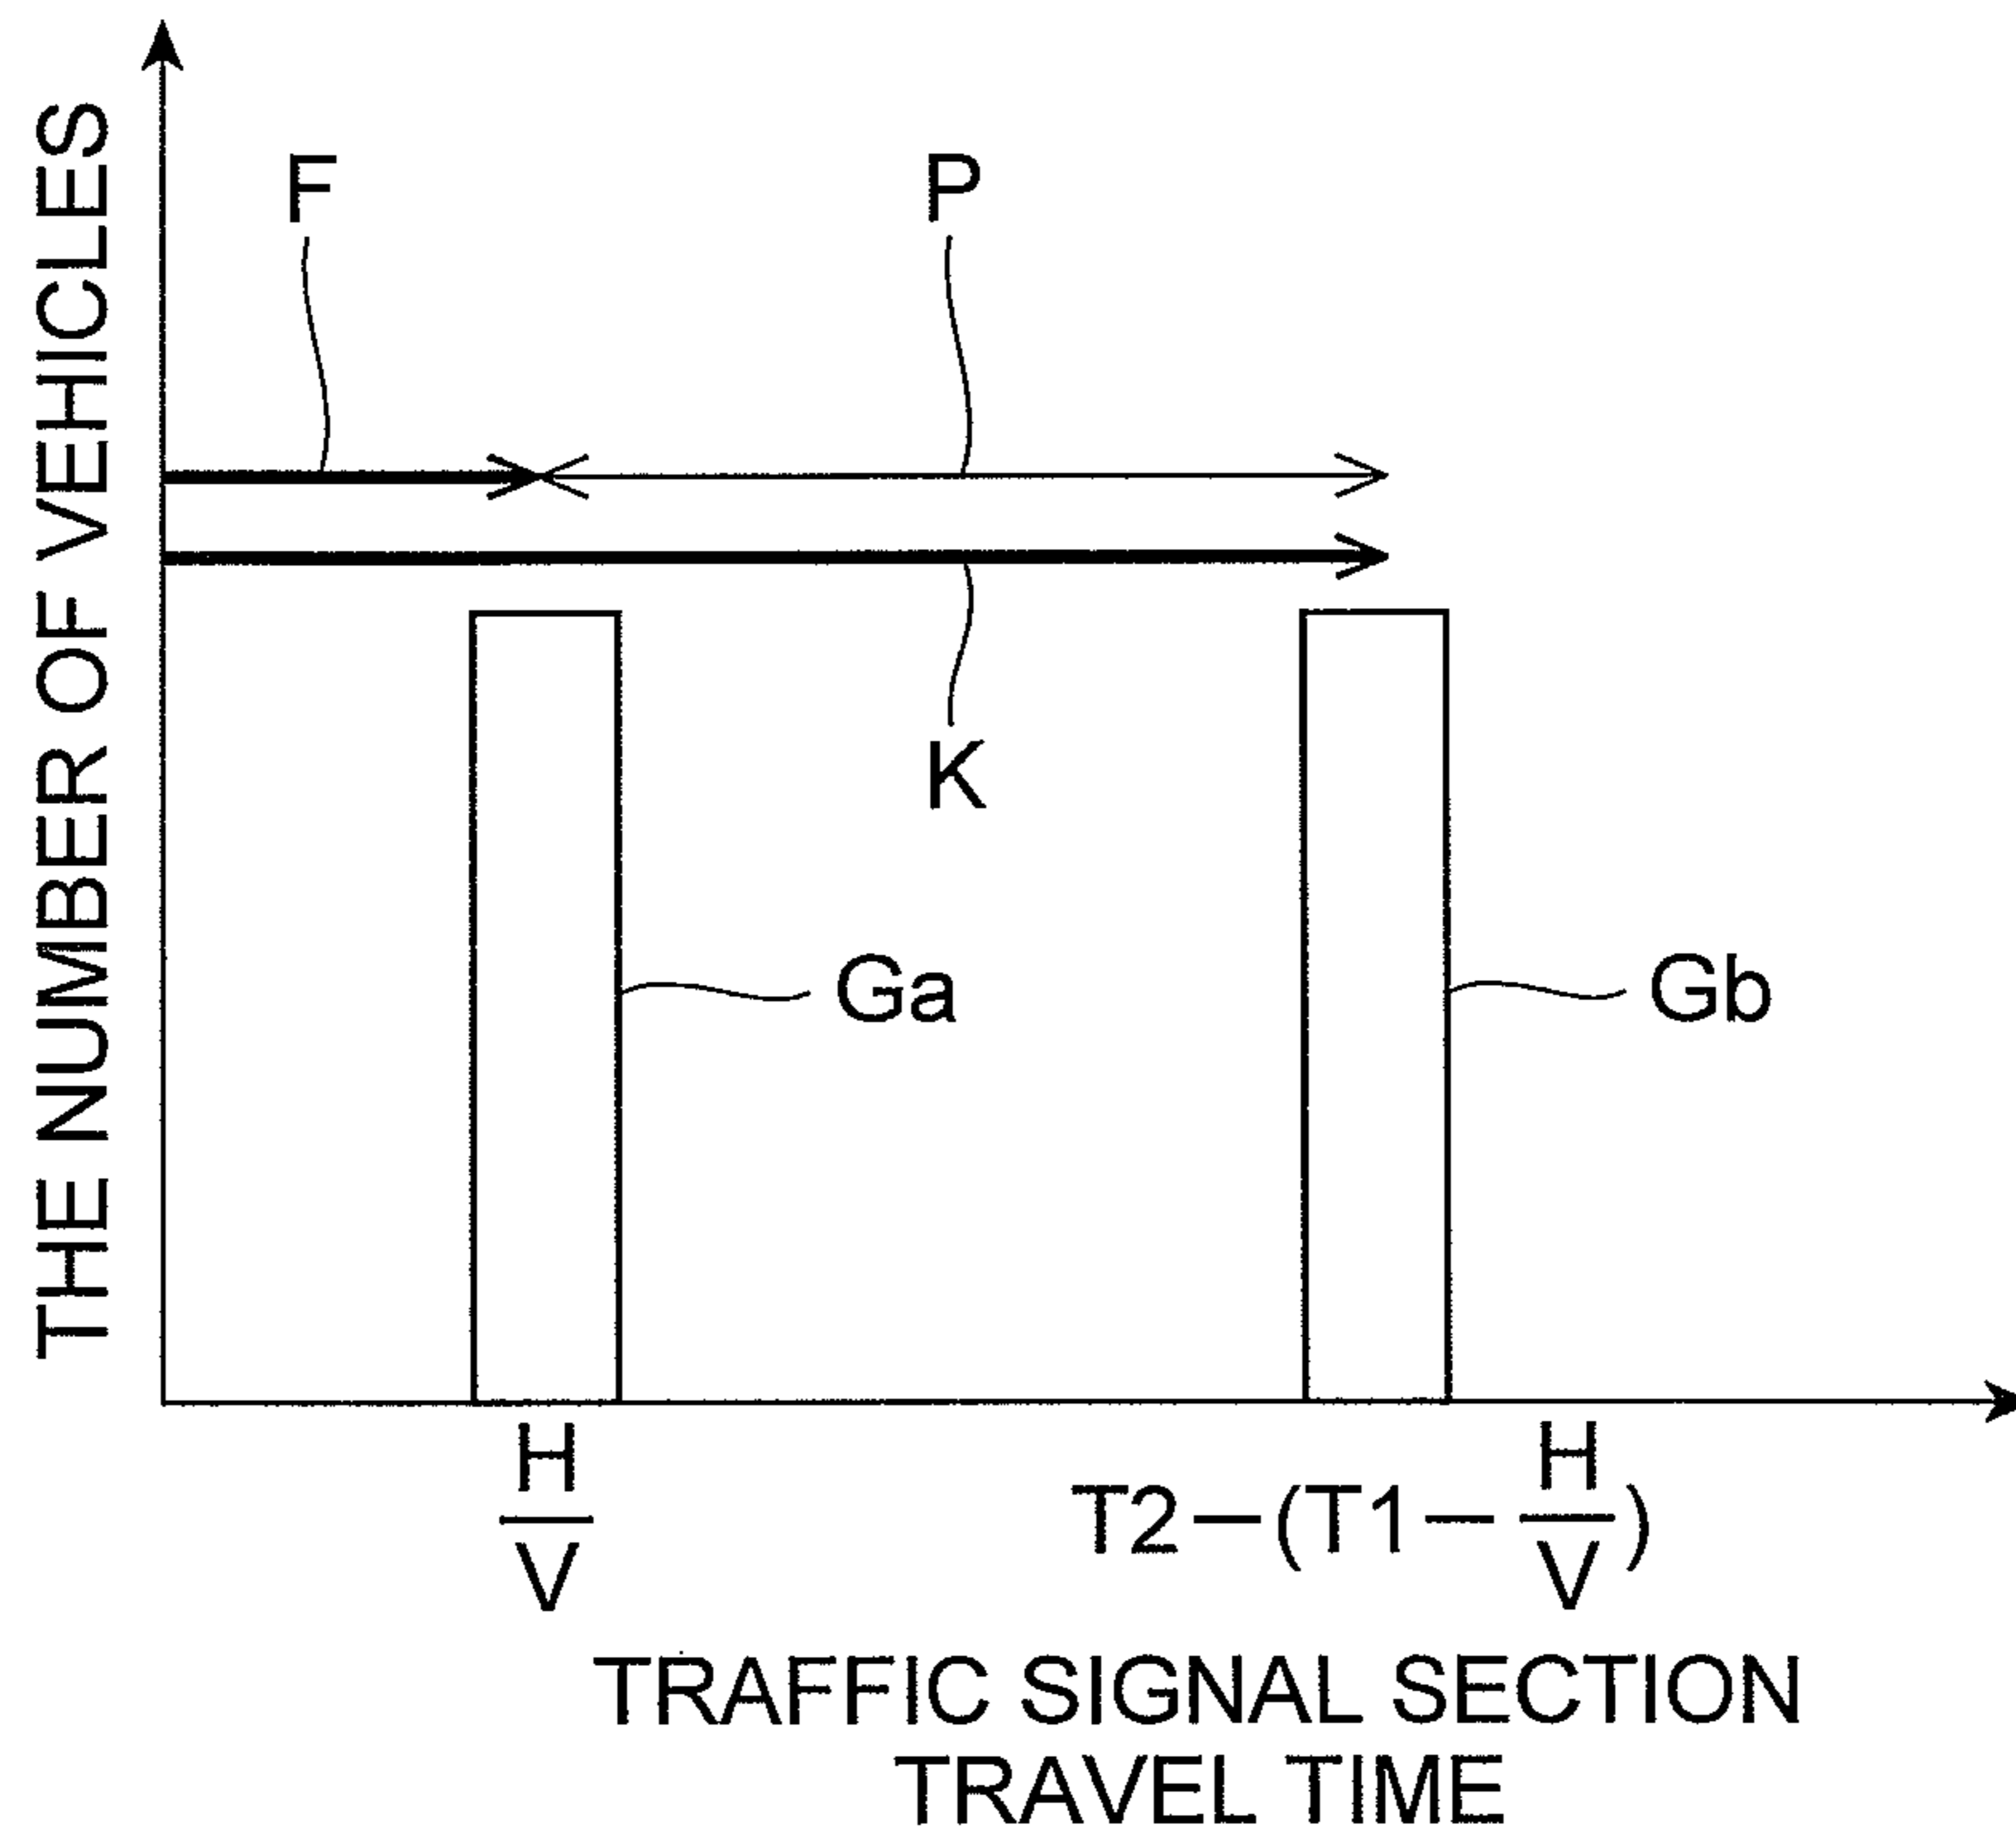 THE NUMBER OF VEHICLES
F
P
K
Ga
Gb
H
V
T2-(T1-H/V)
TRAFFIC SIGNAL SECTION
TRAVEL TIME